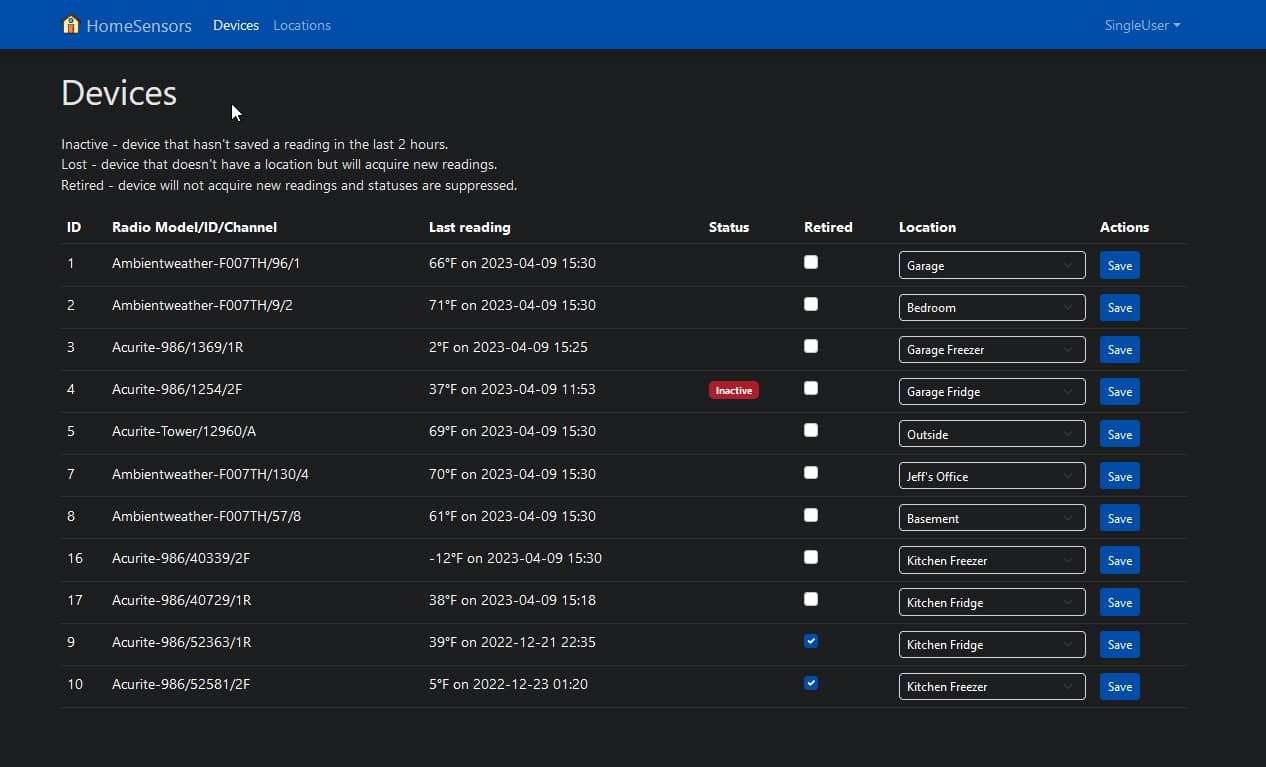 HomeSensors Devices Locations SingleUser
Devices
Inactive - device that hasn't saved a reading in the last 2 hours.
Lost - device that doesn't have a location but will acquire new readings.
Retired - device will not acquire new readings and statuses are suppressed.
ID Radio Model/ID/Channel Last reading Status Retired Location Actions
1 Ambientweather-F007TH/96/1 66°F on 2023-04-09 15:30 Garage Save
2 Ambientweather-F007TH/9/2 71°F on 2023-04-09 15:30 Bedroom Save
3 Acurite-986/1369/1R 2°F on 2023-04-09 15:25 Garage Freezer Save
4 Acurite-986/1254/2F 37°F on 2023-04-09 11:53 Inactive Garage Fridge Save
5 Acurite-Tower/12960/A 69°F on 2023-04-09 15:30 Outside Save
7 Ambientweather-F007TH/130/4 70°F on 2023-04-09 15:30 Jeff's Office Save
8 Ambientweather-F007TH/57/8 61°F on 2023-04-09 15:30 Basement Save
16 Acurite-986/40339/2F -12°F on 2023-04-09 15:30 Kitchen Freezer Save
17 Acurite-986/40729/1R 38°F on 2023-04-09 15:18 Kitchen Fridge Save
9 Acurite-986/52363/1R 39°F on 2022-12-21 22:35 Kitchen Fridge Save
10 Acurite-986/52581/2F 5°F on 2022-12-23 01:20 Kitchen Freezer Save